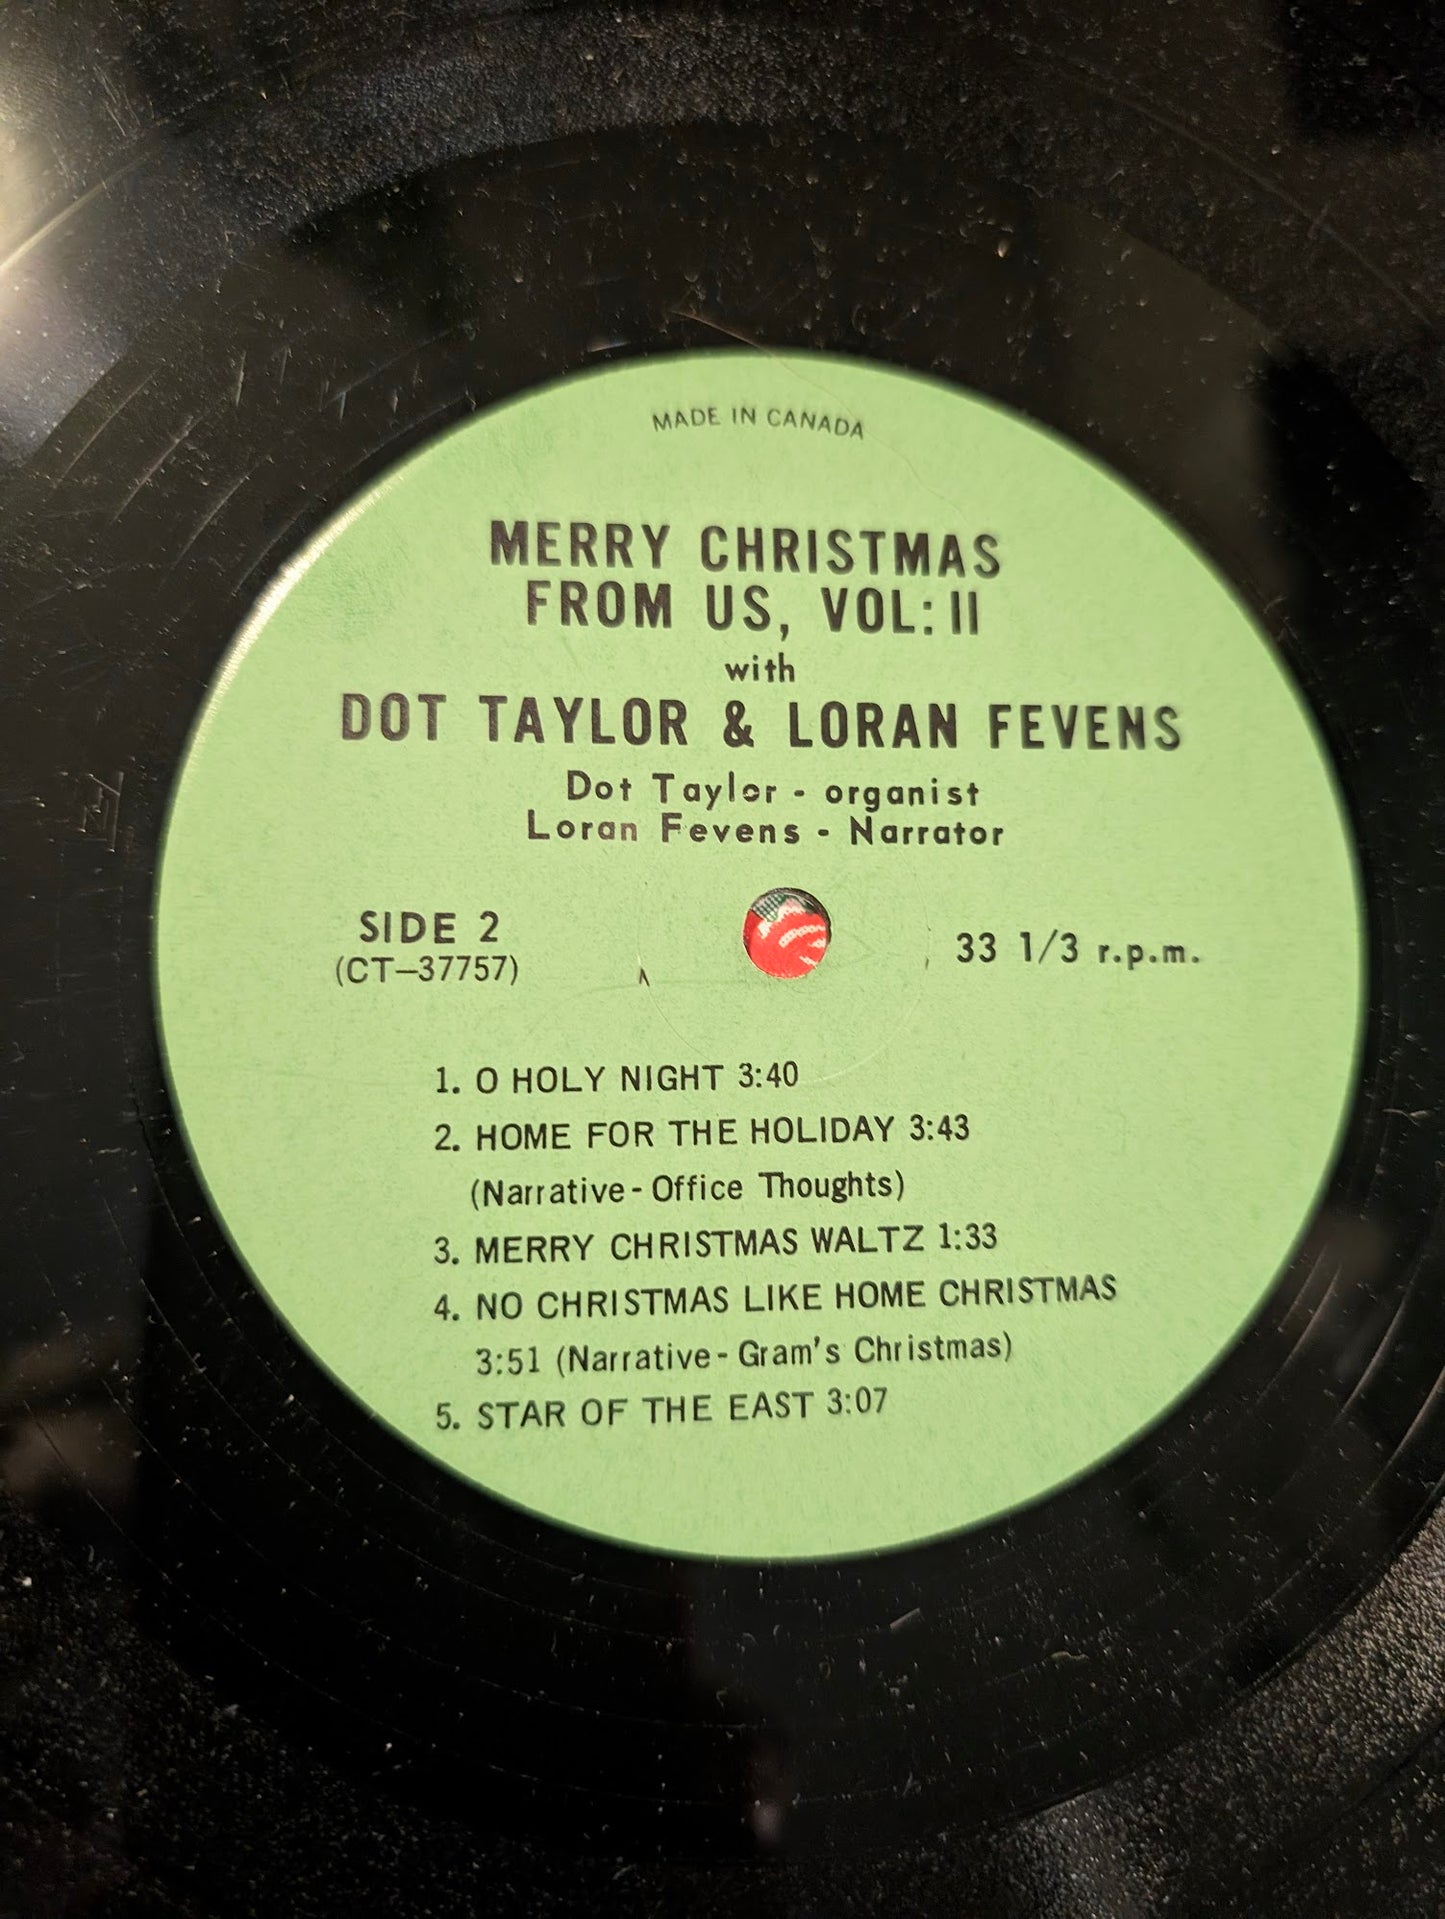 MADE IN CANADA
MERRY CHRISTMAS
FROM US, VOL: II
with
DOT TAYLOR & LORAN FEVENS
Dot Taylor - organist
Loran Fevens - Narrator
SIDE 2
(CT-37757)
33 1/3 r.p.m.
1. O HOLY NIGHT 3:40
2. HOME FOR THE HOLIDAY 3:43
(Narrative - Office Thoughts)
3. MERRY CHRISTMAS WALTZ 1:33
4. NO CHRISTMAS LIKE HOME CHRISTMAS
3:51 (Narrative - Gram's Christmas)
5. STAR OF THE EAST 3:07